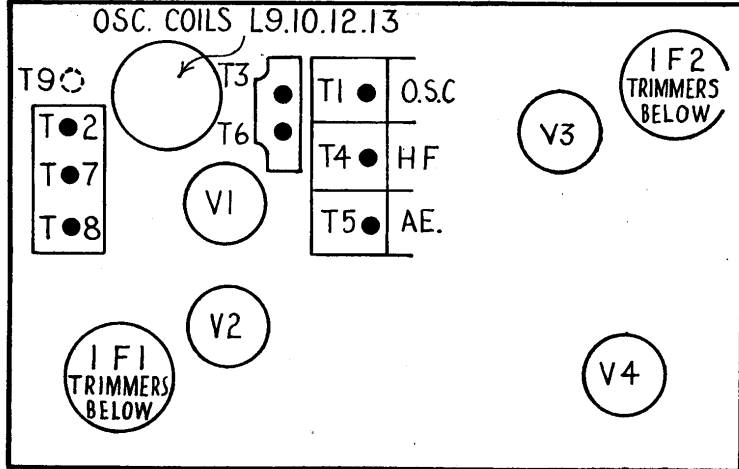 OSC. COILS L9.10.12.13
T9
T3
T6
T1 O.S.C
T4 HF
T5 AE.
T2
T7
T8
V1
V2
V3
V4
IF2
TRIMMERS
BELOW
IF1
TRIMMERS
BELOW